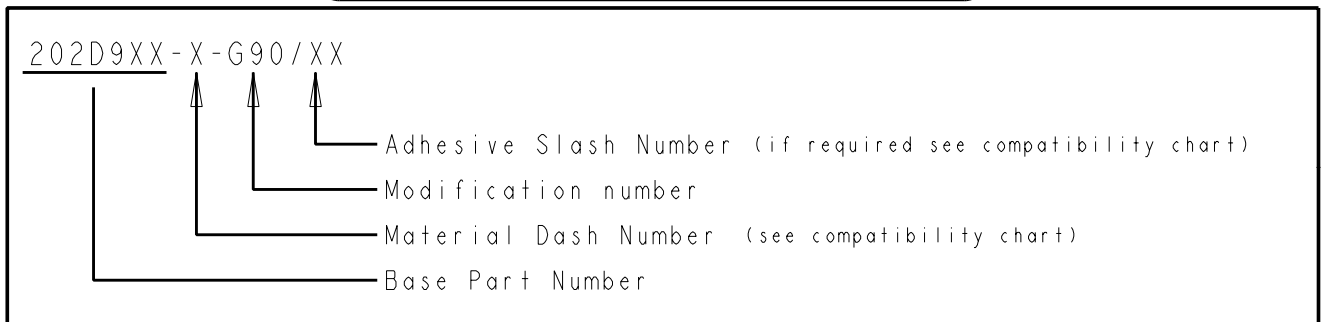 202D9XX-X-G90/XX
Adhesive Slash Number (if required see compatibility chart)
Modification number
Material Dash Number (see compatibility chart)
Base Part Number